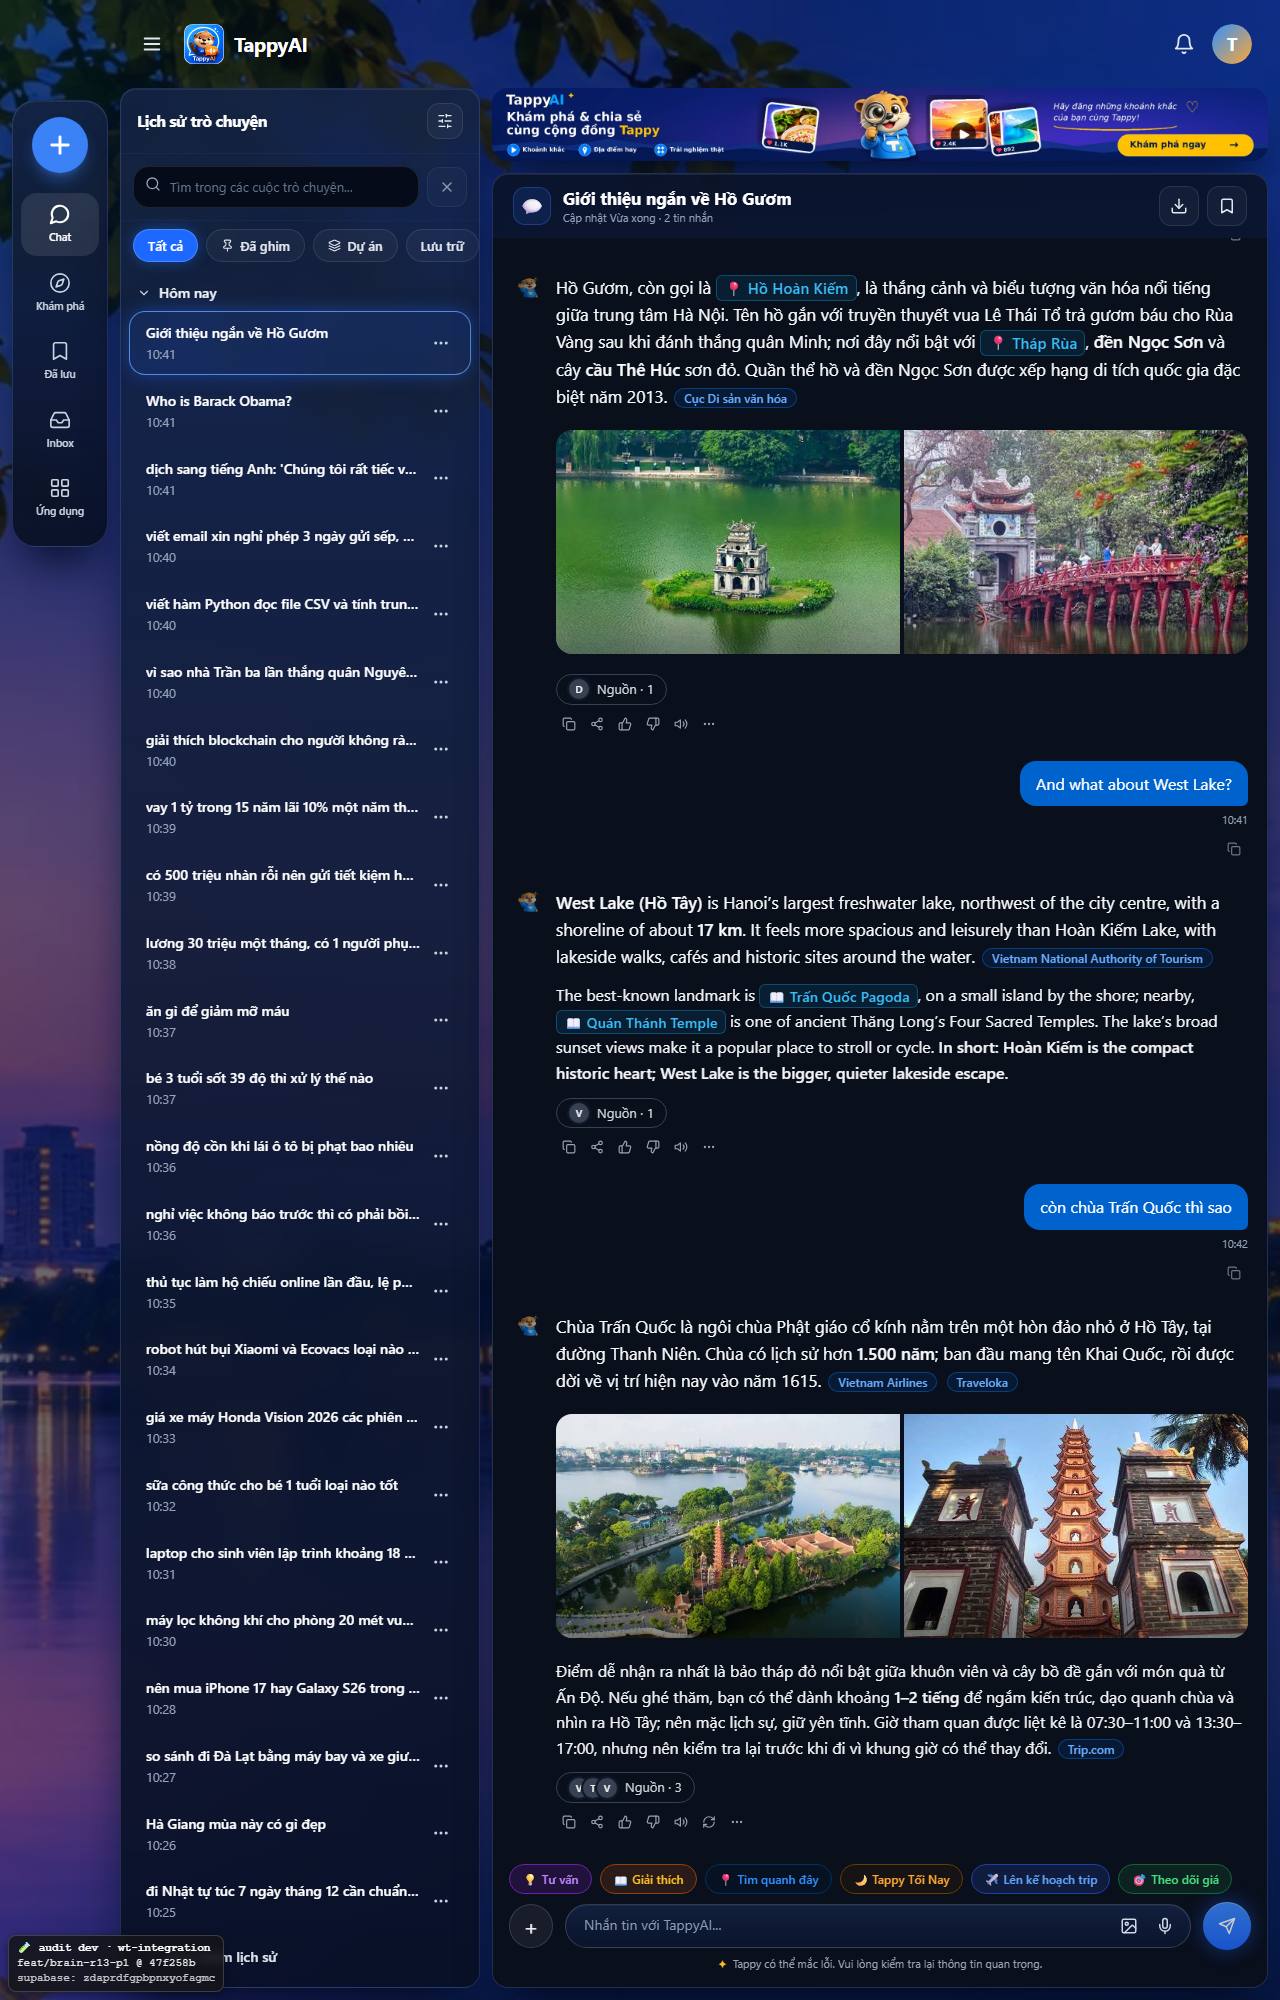 TappyAI
T
TappyAI
Khám phá & chia sẻ
cùng cộng đồng Tappy
Khoảnh khắc
Địa điểm hay
Trải nghiệm thật
1.1K
2.4K
892
Hãy đăng những khoảnh khắc
của bạn cùng Tappy!
Khám phá ngay →
Chat
Khám phá
Đã lưu
Inbox
Ứng dụng
Lịch sử trò chuyện
Tìm trong các cuộc trò chuyện...
Tất cả
Đã ghim
Dự án
Lưu trữ
Hôm nay
Giới thiệu ngắn về Hồ Gươm
10:41
Who is Barack Obama?
10:41
dịch sang tiếng Anh: 'Chúng tôi rất tiếc v...
10:41
viết email xin nghỉ phép 3 ngày gửi sếp, ...
10:40
viết hàm Python đọc file CSV và tính trun...
10:40
vì sao nhà Trần ba lần thắng quân Nguyê...
10:40
giải thích blockchain cho người không rà...
10:40
vay 1 tỷ trong 15 năm lãi 10% một năm th...
10:39
có 500 triệu nhàn rỗi nên gửi tiết kiệm h...
10:39
lương 30 triệu một tháng, có 1 người phụ...
10:38
ăn gì để giảm mỡ máu
10:37
bé 3 tuổi sốt 39 độ thì xử lý thế nào
10:37
nồng độ cồn khi lái ô tô bị phạt bao nhiêu
10:36
nghỉ việc không báo trước thì có phải bồi...
10:36
thủ tục làm hộ chiếu online lần đầu, lệ p...
10:35
robot hút bụi Xiaomi và Ecovacs loại nào ...
10:34
giá xe máy Honda Vision 2026 các phiên ...
10:33
sữa công thức cho bé 1 tuổi loại nào tốt
10:32
laptop cho sinh viên lập trình khoảng 18 ...
10:31
máy lọc không khí cho phòng 20 mét vu...
10:30
nên mua iPhone 17 hay Galaxy S26 trong ...
10:28
so sánh đi Đà Lạt bằng máy bay và xe giư...
10:27
Hà Giang mùa này có gì đẹp
10:26
đi Nhật tự túc 7 ngày tháng 12 cần chuẩn...
10:25
lịch sử
audit dev · wt-integration
feat/brain-r13-p1 @ 47f258b
supabase: zdaprdfgpbpnxyofagmc
Giới thiệu ngắn về Hồ Gươm
Cập nhật Vừa xong · 2 tin nhắn
Hồ Gươm, còn gọi là 📍 Hồ Hoàn Kiếm, là thắng cảnh và biểu tượng văn hóa nổi tiếng
giữa trung tâm Hà Nội. Tên hồ gắn với truyền thuyết vua Lê Thái Tổ trả gươm báu cho Rùa
Vàng sau khi đánh thắng quân Minh; nơi đây nổi bật với 📍 Tháp Rùa, đền Ngọc Sơn và
cây cầu Thê Húc sơn đỏ. Quần thể hồ và đền Ngọc Sơn được xếp hạng di tích quốc gia đặc
biệt năm 2013. Cục Di sản văn hóa
D Nguồn · 1
And what about West Lake?
10:41
West Lake (Hồ Tây) is Hanoi’s largest freshwater lake, northwest of the city centre, with a
shoreline of about 17 km. It feels more spacious and leisurely than Hoàn Kiếm Lake, with
lakeside walks, cafés and historic sites around the water. Vietnam National Authority of Tourism
The best-known landmark is 📖 Trấn Quốc Pagoda, on a small island by the shore; nearby,
📖 Quán Thánh Temple is one of ancient Thăng Long’s Four Sacred Temples. The lake’s broad
sunset views make it a popular place to stroll or cycle. In short: Hoàn Kiếm is the compact
historic heart; West Lake is the bigger, quieter lakeside escape.
V Nguồn · 1
còn chùa Trấn Quốc thì sao
10:42
Chùa Trấn Quốc là ngôi chùa Phật giáo cổ kính nằm trên một hòn đảo nhỏ ở Hồ Tây, tại
đường Thanh Niên. Chùa có lịch sử hơn 1.500 năm; ban đầu mang tên Khai Quốc, rồi được
dời về vị trí hiện nay vào năm 1615. Vietnam Airlines Traveloka
Điểm dễ nhận ra nhất là bảo tháp đỏ nổi bật giữa khuôn viên và cây bồ đề gắn với món quà từ
Ấn Độ. Nếu ghé thăm, bạn có thể dành khoảng 1–2 tiếng để ngắm kiến trúc, dạo quanh chùa và
nhìn ra Hồ Tây; nên mặc lịch sự, giữ yên tĩnh. Giờ tham quan được liệt kê là 07:30–11:00 và 13:30–
17:00, nhưng nên kiểm tra lại trước khi đi vì khung giờ có thể thay đổi. Trip.com
V T V Nguồn · 3
Tư vấn
Giải thích
Tìm quanh đây
Tappy Tối Nay
Lên kế hoạch trip
Theo dõi giá
Nhắn tin với TappyAI...
Tappy có thể mắc lỗi. Vui lòng kiểm tra lại thông tin quan trọng.